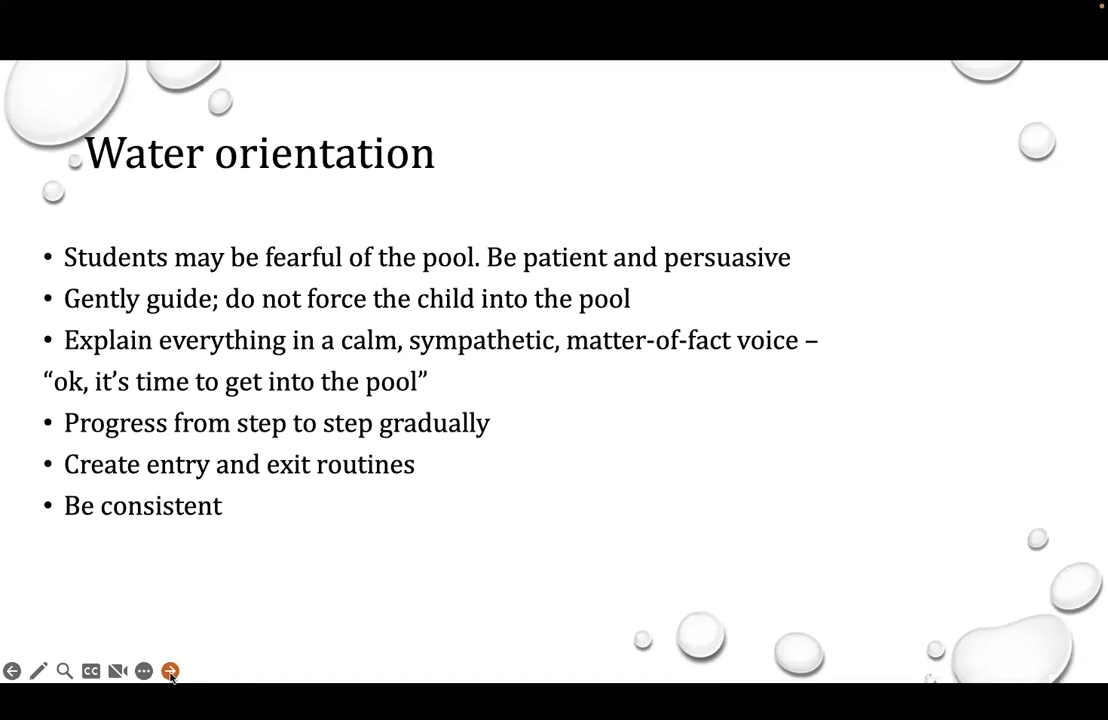 Water orientation
• Students may be fearful of the pool. Be patient and persuasive
• Gently guide; do not force the child into the pool
• Explain everything in a calm, sympathetic, matter-of-fact voice –
“ok, it’s time to get into the pool”
• Progress from step to step gradually
• Create entry and exit routines
• Be consistent
CC